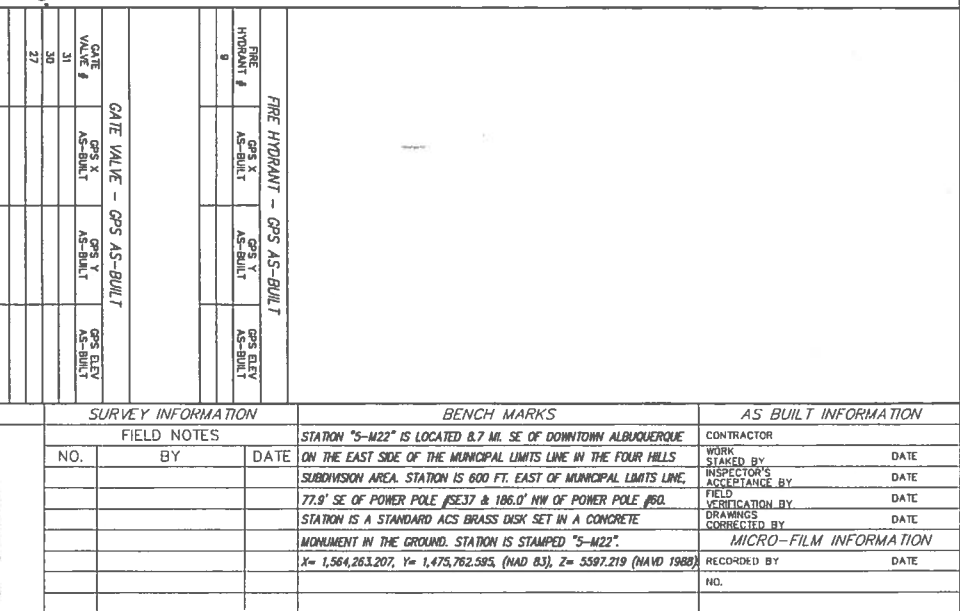 FIRE HYDRANT - GPS AS-BUILT
FIRE HYDRANT #
GPS X AS-BUILT
GPS Y AS-BUILT
GPS ELEV AS-BUILT
9
GATE VALVE - GPS AS-BUILT
GATE VALVE #
GPS X AS-BUILT
GPS Y AS-BUILT
GPS ELEV AS-BUILT
31
30
27
SURVEY INFORMATION
FIELD NOTES
NO. BY DATE
BENCH MARKS
STATION "5-M22" IS LOCATED 8.7 MI. SE OF DOWNTOWN ALBUQUERQUE
ON THE EAST SIDE OF THE MUNICIPAL LIMITS LINE IN THE FOUR HILLS
SUBDIVISION AREA. STATION IS 600 FT. EAST OF MUNICIPAL LIMITS LINE,
77.9' SE OF POWER POLE #SE37 & 186.0' NW OF POWER POLE #60.
STATION IS A STANDARD ACS BRASS DISK SET IN A CONCRETE
MONUMENT IN THE GROUND. STATION IS STAMPED "5-M22".
X= 1,564,263.207, Y= 1,475,762.595, (NAD 83), Z= 5597.219 (NAVD 1988)
AS BUILT INFORMATION
CONTRACTOR
WORK STAKED BY DATE
INSPECTOR'S ACCEPTANCE BY DATE
FIELD VERIFICATION BY DATE
DRAWINGS CORRECTED BY DATE
MICRO-FILM INFORMATION
RECORDED BY DATE
NO.